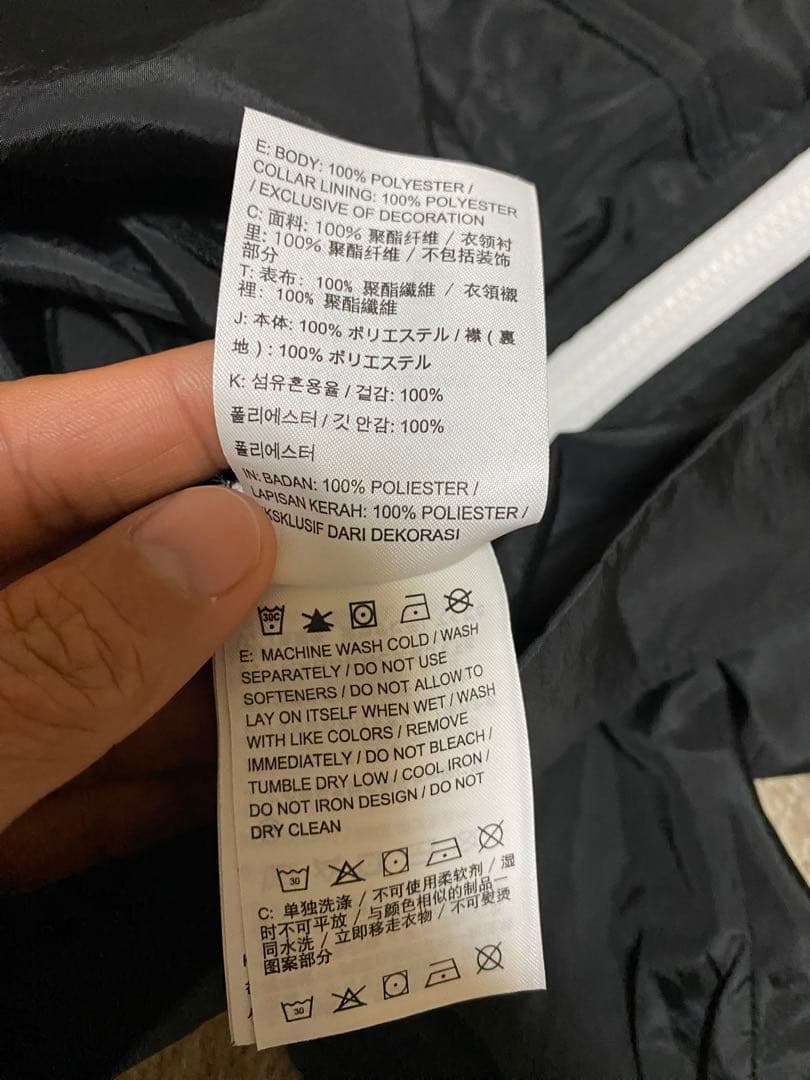 E: BODY: 100% POLYESTER /
COLLAR LINING: 100% POLYESTER
/ EXCLUSIVE OF DECORATION
C: 面料: 100% 聚酯纤维 / 衣领衬
里: 100% 聚酯纤维 / 不包括装饰
部分
T: 表布: 100% 聚酯纖維 / 衣領襯
裡: 100% 聚酯纖維
J: 本体: 100% ポリエステル / 襟 ( 裏
地 ) : 100% ポリエステル
K: 섬유혼용율 / 겉감: 100%
폴리에스터 / 깃 안감: 100%
폴리에스터
IN: BADAN: 100% POLIESTER /
LAPISAN KERAH: 100% POLIESTER /
KSKLUSIF DARI DEKORASI
30C
E: MACHINE WASH COLD / WASH
SEPARATELY / DO NOT USE
SOFTENERS / DO NOT ALLOW TO
LAY ON ITSELF WHEN WET / WASH
WITH LIKE COLORS / REMOVE
IMMEDIATELY / DO NOT BLEACH /
TUMBLE DRY LOW / COOL IRON /
DO NOT IRON DESIGN / DO NOT
DRY CLEAN
30
C: 单独洗涤 / 不可使用柔软剂 / 湿
时不可平放 / 与颜色相似的制品一
同水洗 / 立即移走衣物 / 不可熨烫
图案部分
30